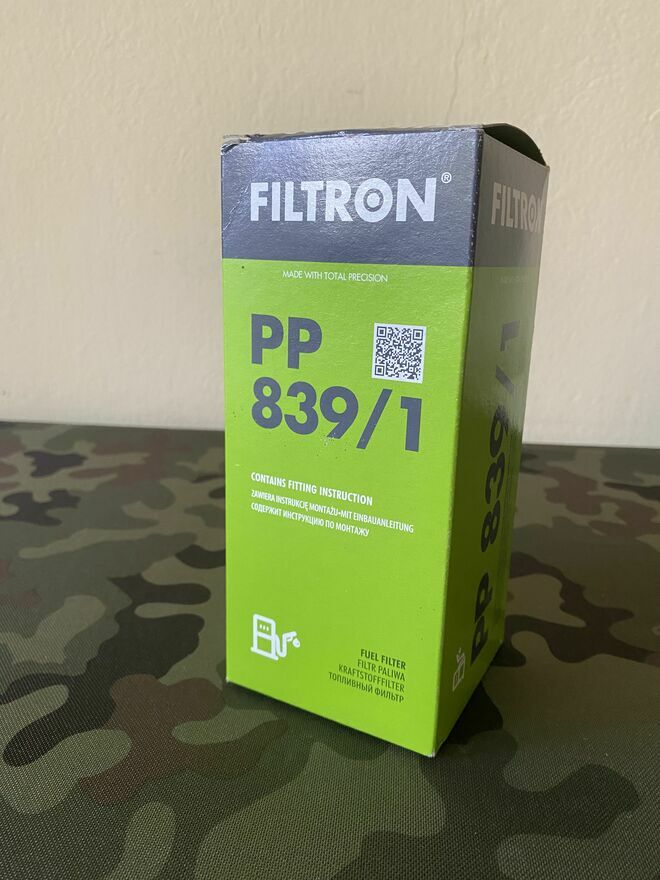 FILTRON®
MADE WITH TOTAL PRECISION
PP
839/1
CONTAINS FITTING INSTRUCTION
ZAWIERA INSTRUKCJĘ MONTAŻU•MIT EINBAUANLEITUNG
СОДЕРЖИТ ИНСТРУКЦИЮ ПО МОНТАЖУ
FUEL FILTER
FILTR PALIWA
KRAFTSTOFFFILTER
ТОПЛИВНЫЙ ФИЛЬТР
FILTRON
PP 839/1